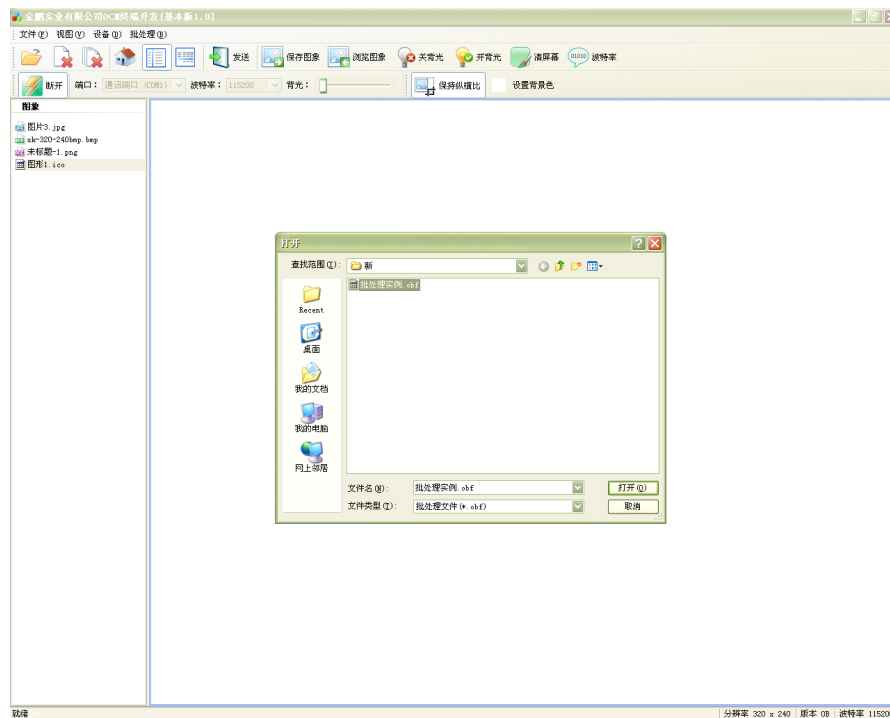 金鹏实业有限公司OCM终端开发[基本版1.0]
文件(F) 视图(V) 设备(D) 批处理(B)
发送 保存图象 浏览图象 关背光 开背光 清屏幕 01010 波特率
断开 端口： 通讯端口 (COM1) 波特率： 115200 背光： 保持纵横比 设置背景色
图象
图片3.jpg
xk-320-240bmp.bmp
未标题-1.png
图形1.ico
打开
查找范围(I): 新
批处理实例.obf
Recent
桌面
我的文档
我的电脑
网上邻居
文件名(N): 批处理实例.obf 打开(O)
文件类型(T): 批处理文件(*.obf) 取消
就绪 分辨率 320 x 240 版本 0B 波特率 11520